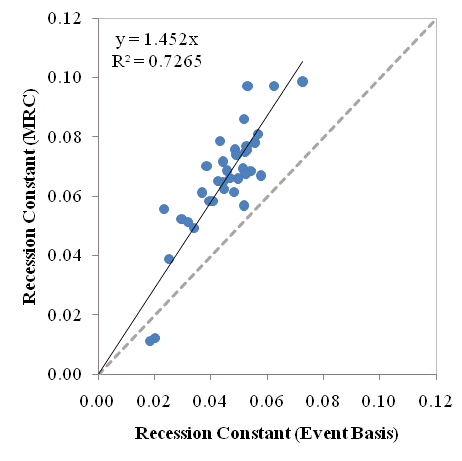 y = 1.452x
R² = 0.7265
0.12
0.10
0.08
0.06
0.04
0.02
0.00
Recession Constant (MRC)
0.00 0.02 0.04 0.06 0.08 0.10 0.12
Recession Constant (Event Basis)